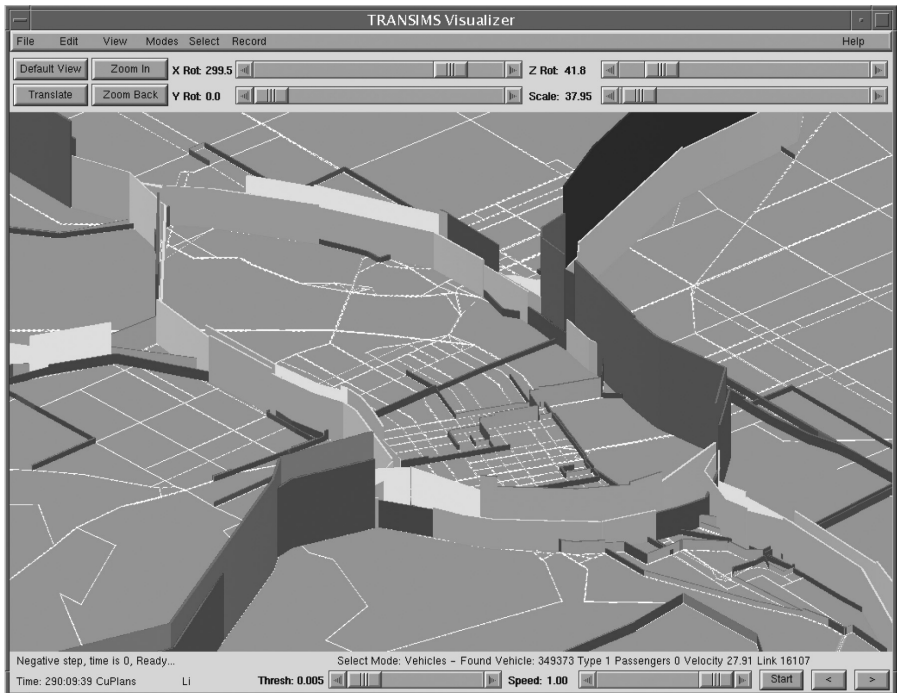 TRANSIMS Visualizer
File Edit View Modes Select Record Help
Default View Zoom In X Rot: 299.5 Z Rot: 41.8
Translate Zoom Back Y Rot: 0.0 Scale: 37.95
Negative step, time is 0, Ready... Select Mode: Vehicles - Found Vehicle: 349373 Type 1 Passengers 0 Velocity 27.91 Link 16107
Time: 290:09:39 CuPlans Li Thresh: 0.005 Speed: 1.00 Start < >